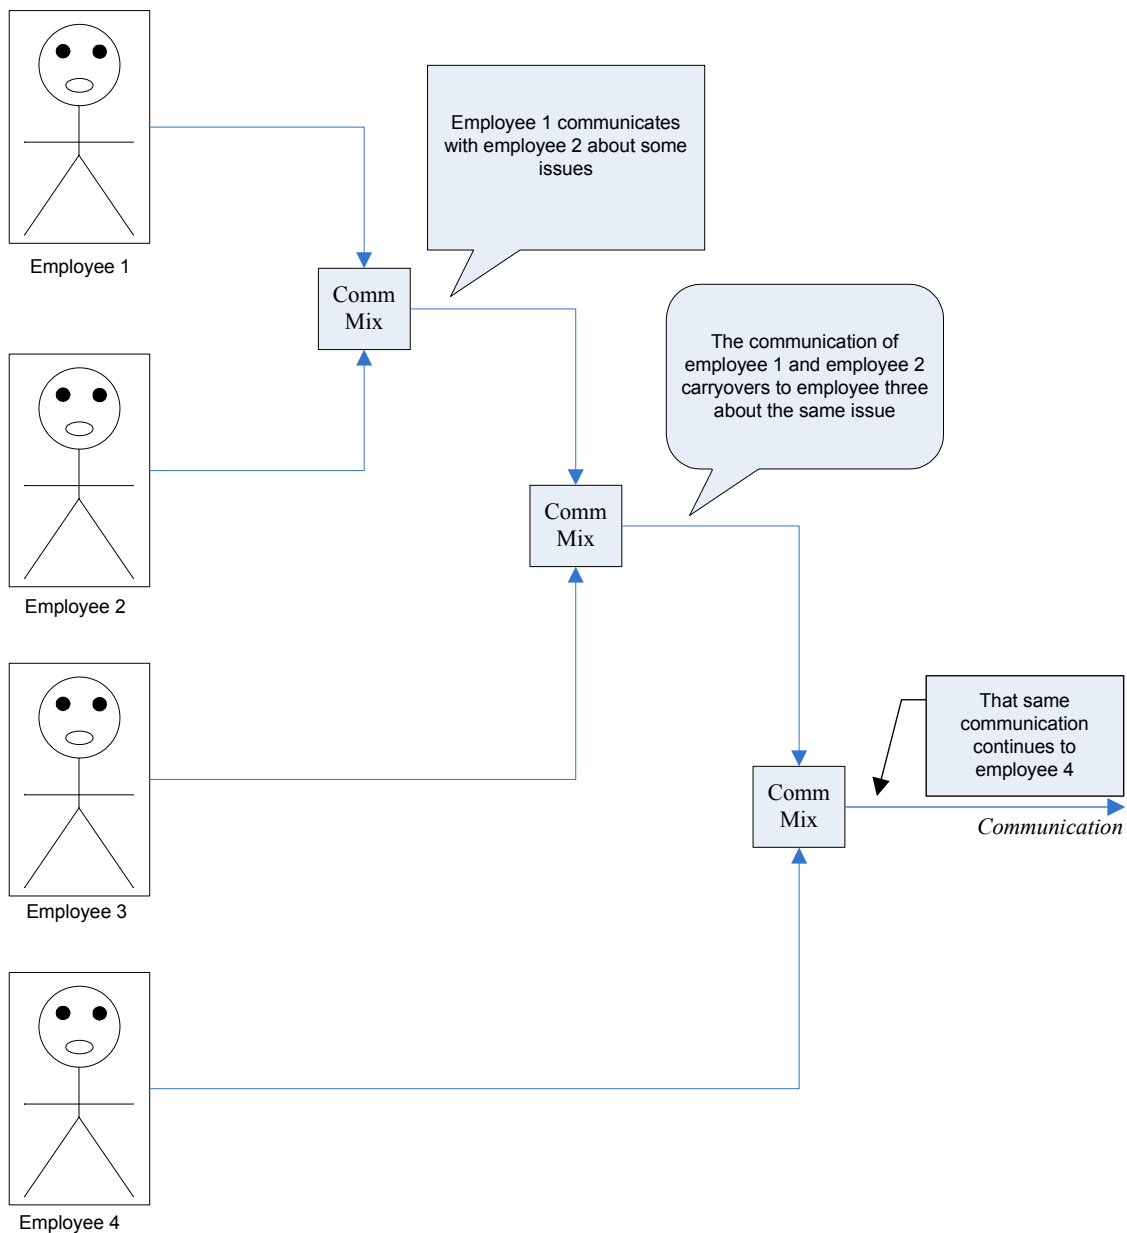 Employee 1
Employee 1 communicates
with employee 2 about some
issues
Comm
Mix
The communication of
employee 1 and employee 2
carryovers to employee three
about the same issue
Employee 2
Comm
Mix
That same
communication
continues to
employee 4
Comm
Mix
Communication
Employee 3
Employee 4